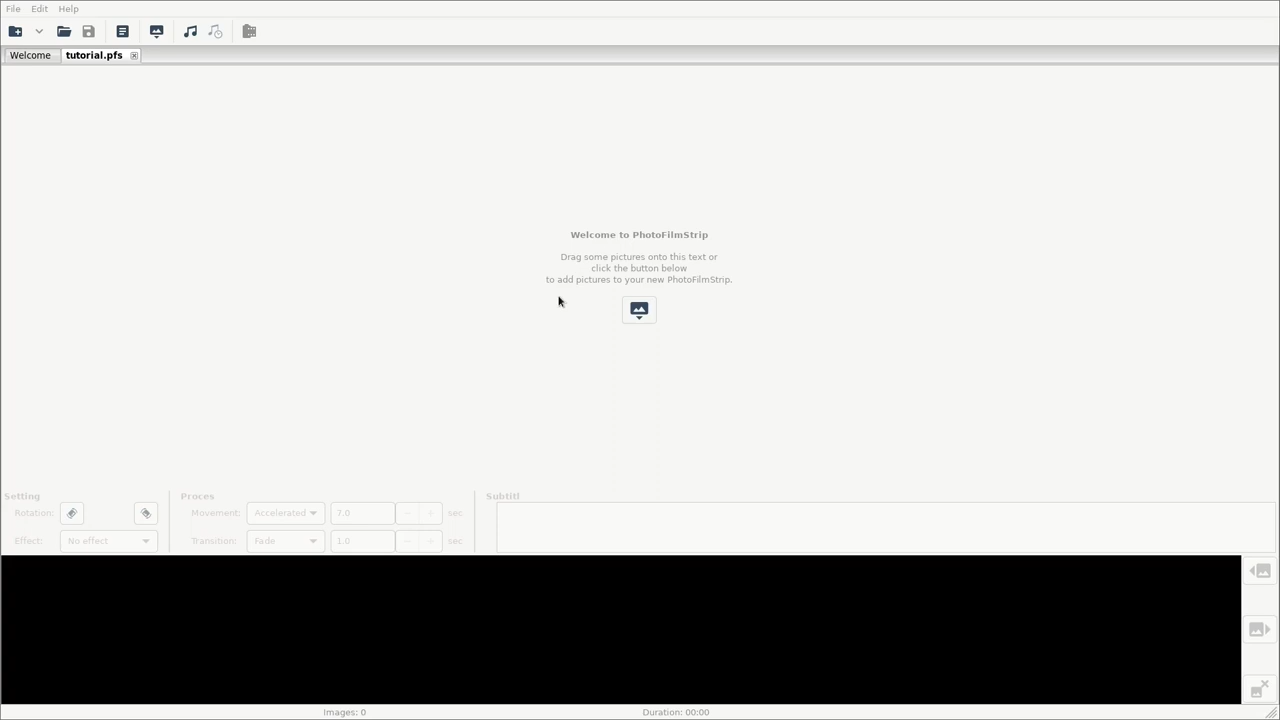 File Edit Help
Welcome tutorial.pfs
Welcome to PhotoFilmStrip
Drag some pictures onto this text or
click the button below
to add pictures to your new PhotoFilmStrip.
Setting Proces Subtitl
Rotation: Movement: Accelerated 7.0 sec
Effect: No effect Transition: Fade 1.0 sec
Images: 0 Duration: 00:00